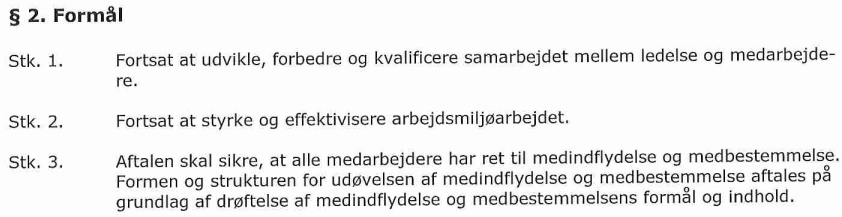 § 2. Formål
Stk. 1. Fortsat at udvikle, forbedre og kvalificere samarbejdet mellem ledelse og medarbejde-
re.
Stk. 2. Fortsat at styrke og effektivisere arbejdsmiljøarbejdet.
Stk. 3. Aftalen skal sikre, at alle medarbejdere har ret til medindflydelse og medbestemmelse.
Formen og strukturen for udøvelsen af medindflydelse og medbestemmelse aftales på
grundlag af drøftelse af medindflydelse og medbestemmelsens formål og indhold.